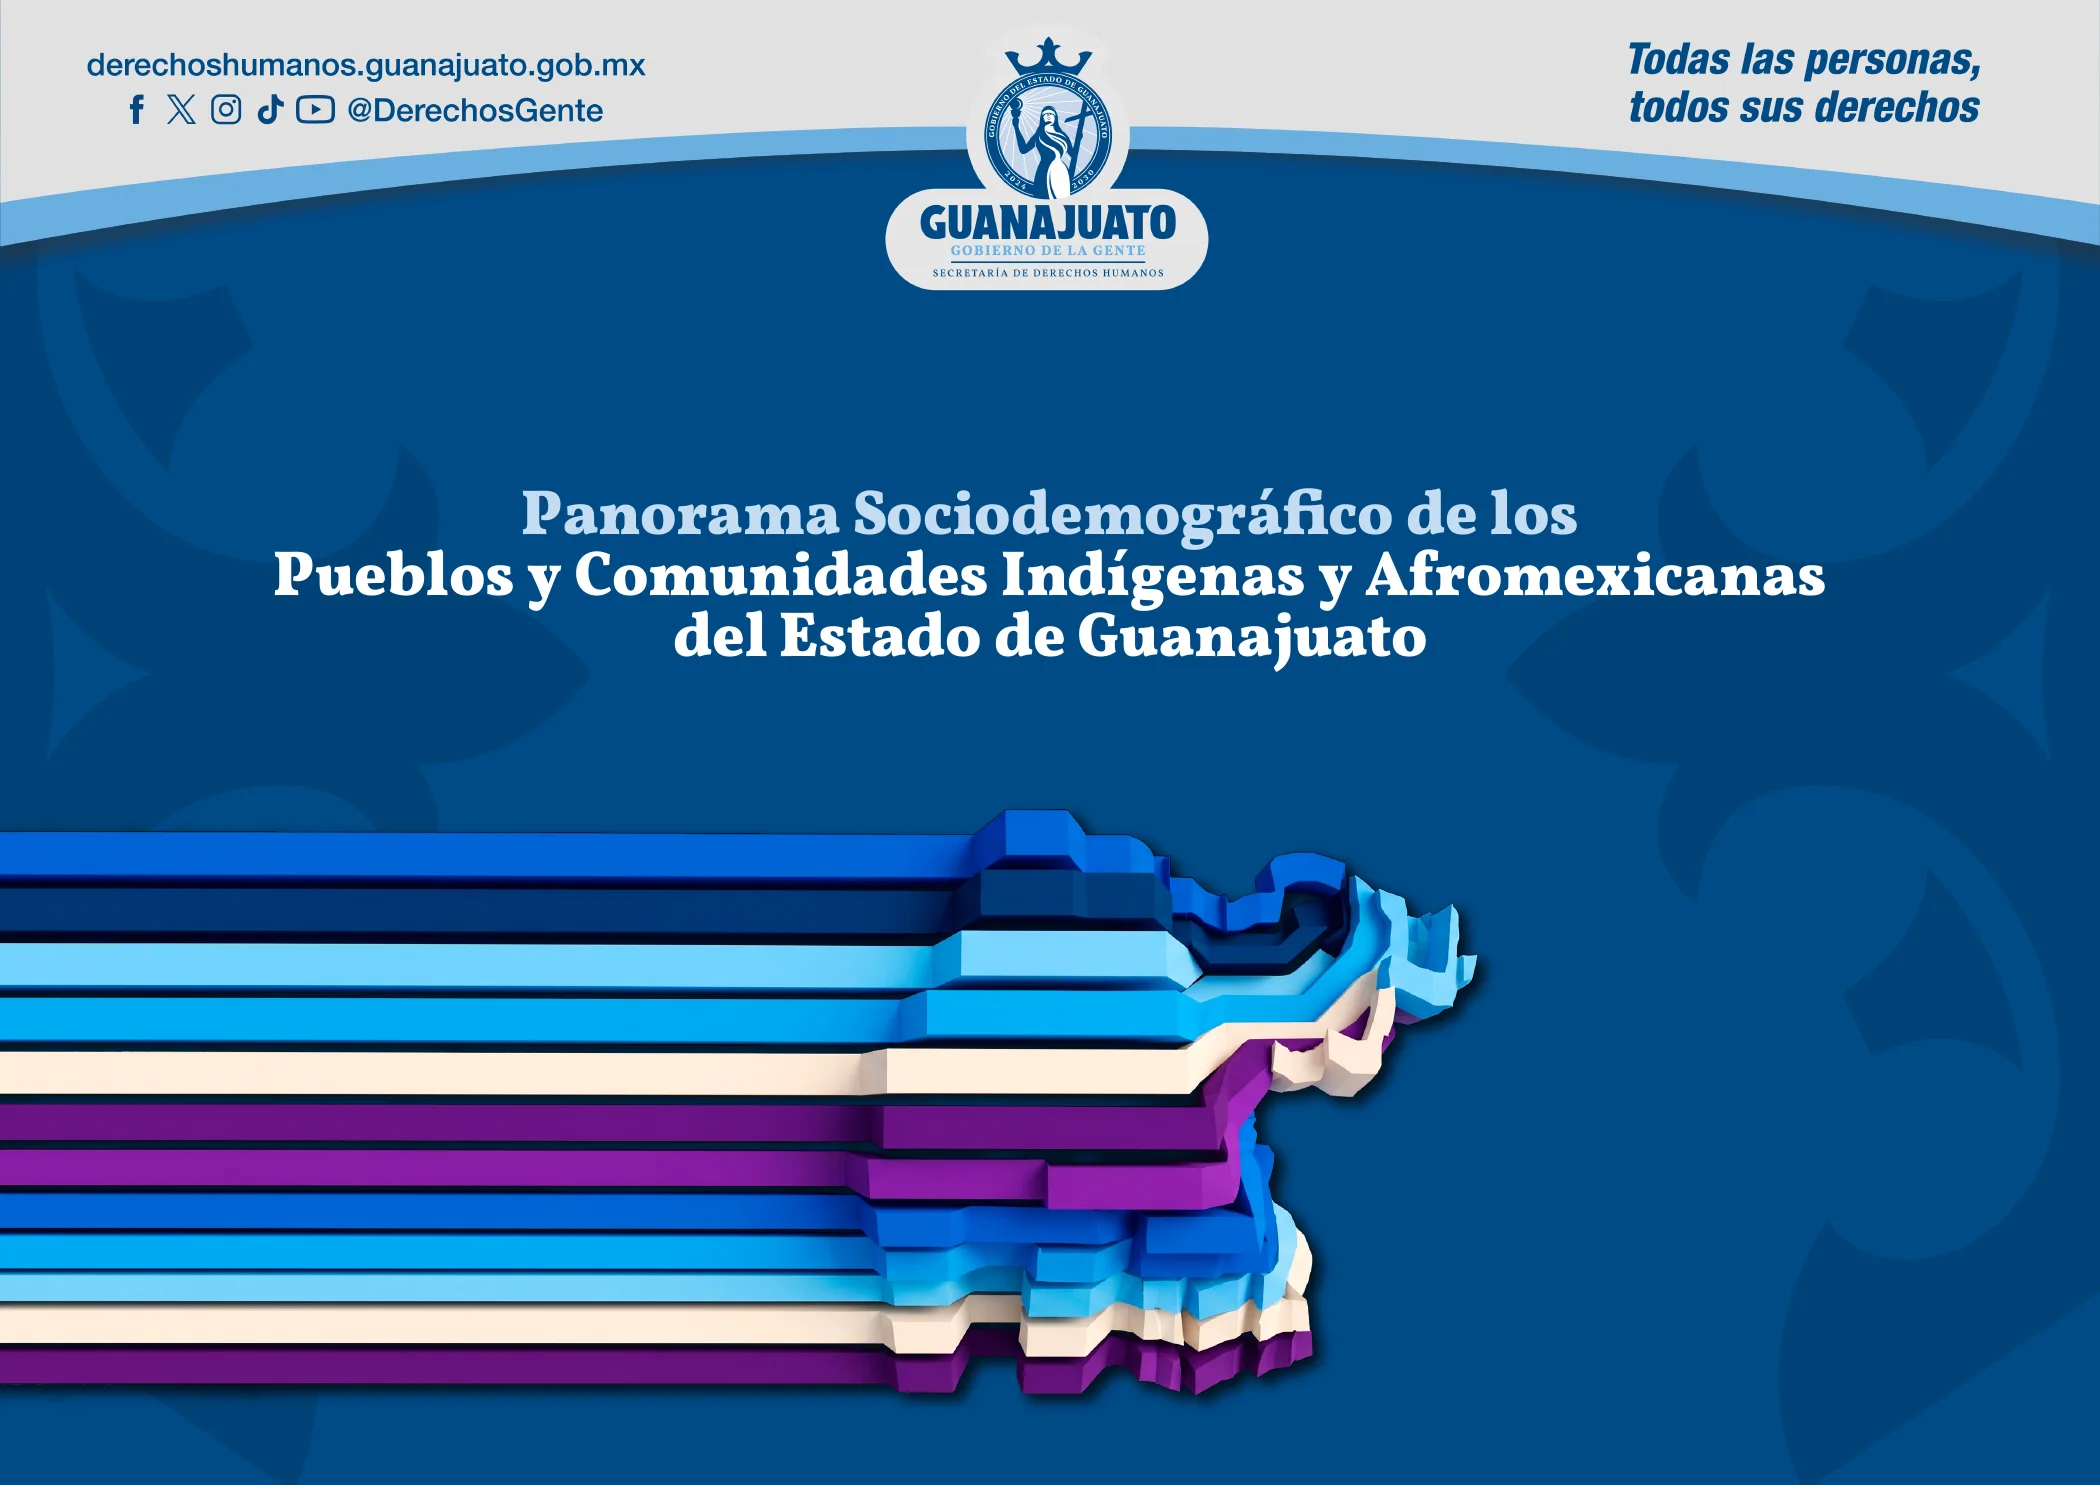 derechoshumanos.guanajuato.gob.mx
@DerechosGente
GOBIERNO DEL ESTADO DE GUANAJUATO
2024 2030
GUANAJUATO
GOBIERNO DE LA GENTE
SECRETARÍA DE DERECHOS HUMANOS
Todas las personas,
todos sus derechos
Panorama Sociodemográfico de los
Pueblos y Comunidades Indígenas y Afromexicanas
del Estado de Guanajuato